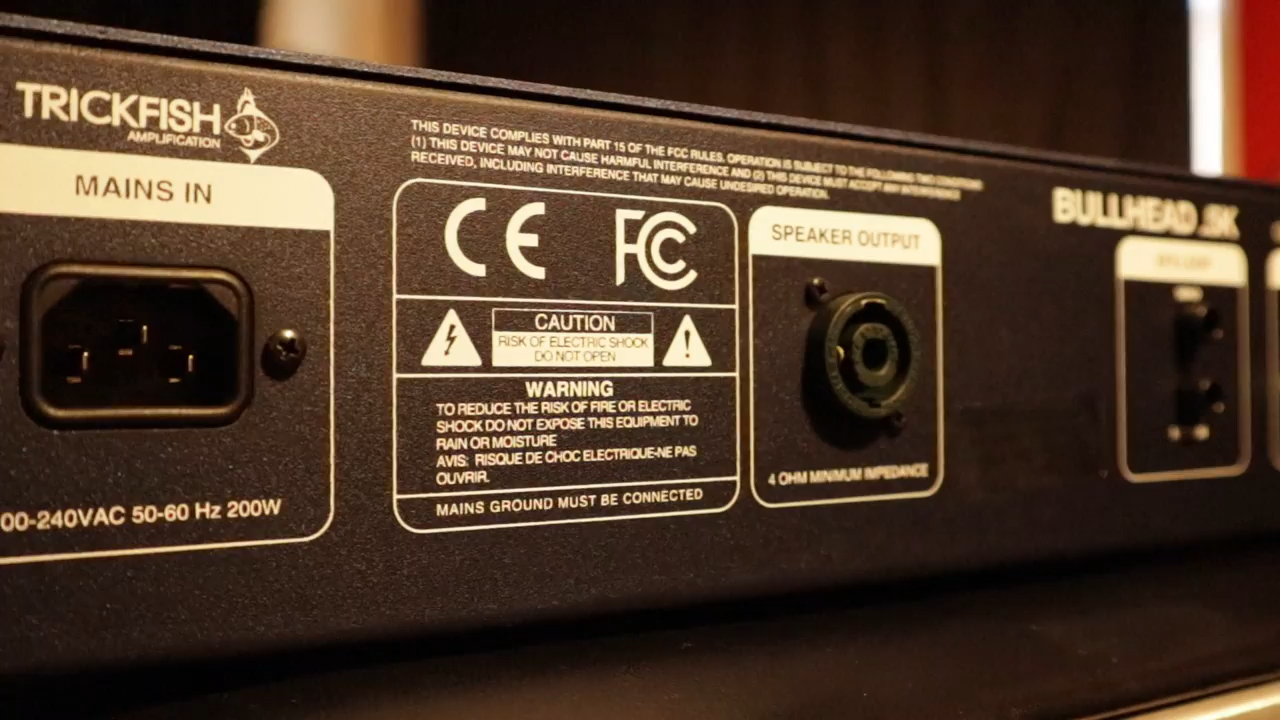 TRICKFISH
AMPLIFICATION
MAINS IN
00-240VAC 50-60 Hz 200W
THIS DEVICE COMPLIES WITH PART 15 OF THE FCC RULES. OPERATION IS SUBJECT TO THE FOLLOWING TWO CONDITIONS
(1) THIS DEVICE MAY NOT CAUSE HARMFUL INTERFERENCE AND (2) THIS DEVICE MUST ACCEPT ANY INTERFERENCE
RECEIVED, INCLUDING INTERFERENCE THAT MAY CAUSE UNDESIRED OPERATION.
CE FCC
CAUTION
RISK OF ELECTRIC SHOCK
DO NOT OPEN
WARNING
TO REDUCE THE RISK OF FIRE OR ELECTRIC
SHOCK DO NOT EXPOSE THIS EQUIPMENT TO
RAIN OR MOISTURE
AVIS: RISQUE DE CHOC ELECTRIQUE-NE PAS
OUVRIR.
MAINS GROUND MUST BE CONNECTED
SPEAKER OUTPUT
4 OHM MINIMUM IMPEDANCE
BULLHEAD .5K